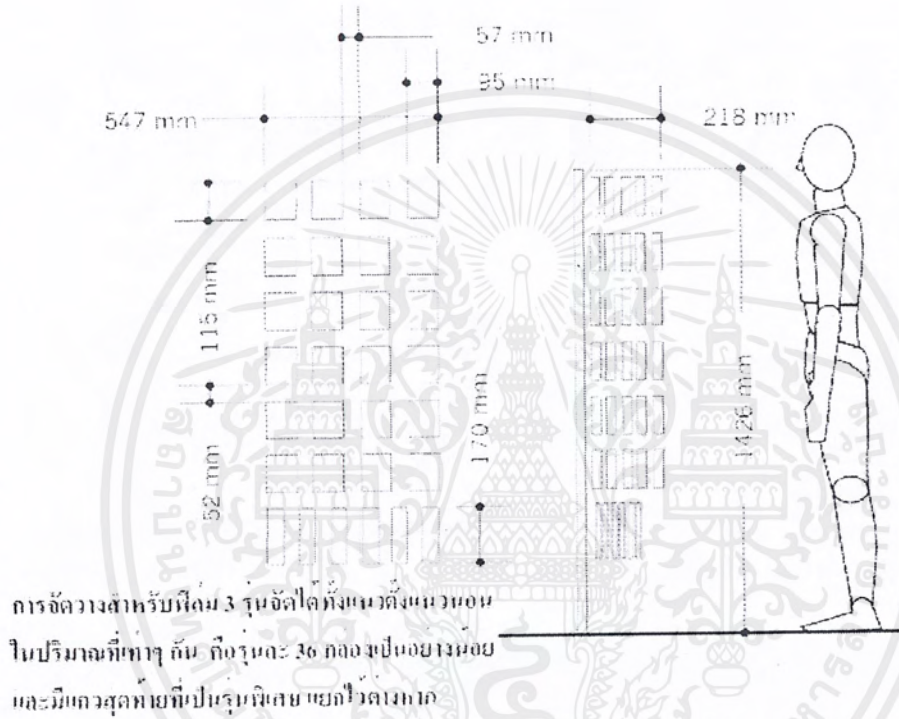 57 mm
95 mm
547 mm
218 mm
115 mm
170 mm
1426 mm
52 mm
การจัดวางสำหรับฟิล์ม 3 รุ่นจัดได้ทั้งแนวตั้งแนวนอน
ในปริมาณที่เท่าๆ กัน คือรุ่นละ 36 กล่องเป็นอย่างน้อย
และมีแถวสุดท้ายที่เป็นรุ่นพิเศษ แยกไว้ต่างหาก